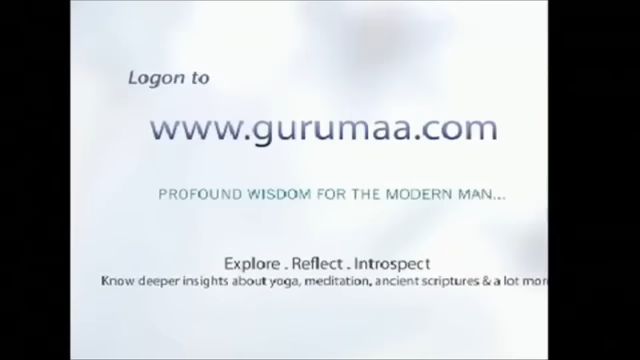 Logon to
www.gurumaa.com
PROFOUND WISDOM FOR THE MODERN MAN...
Explore . Reflect . Introspect
Know deeper insights about yoga, meditation, ancient scriptures & a lot mor